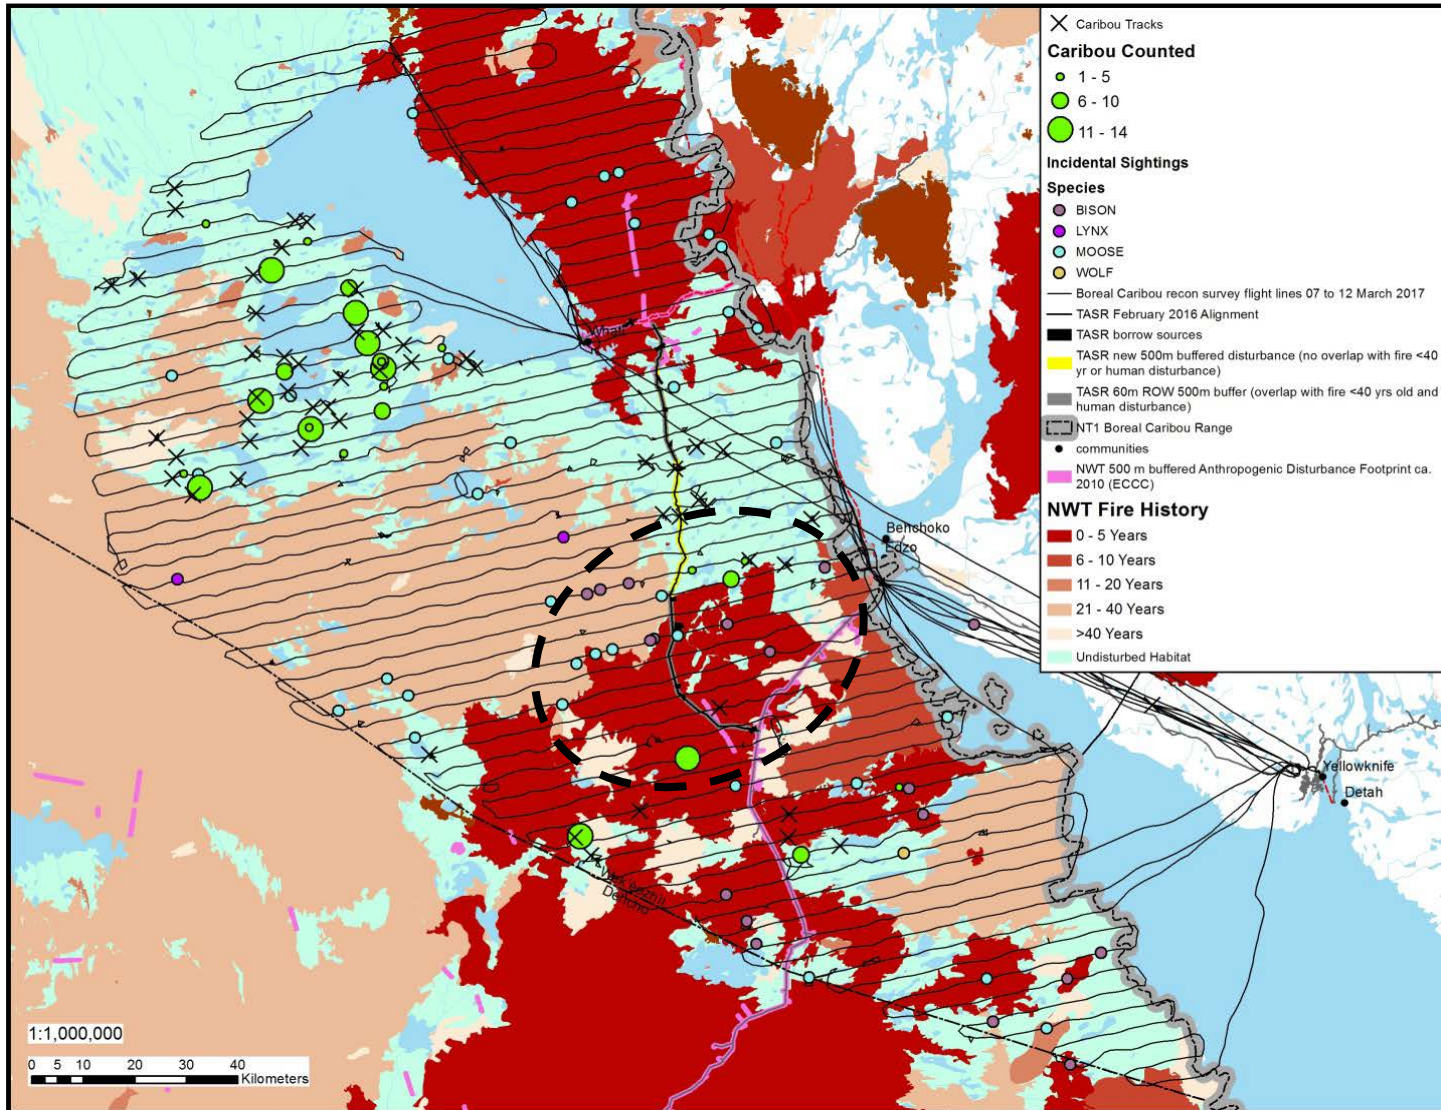 Caribou Tracks
Caribou Counted
1 - 5
6 - 10
11 - 14
Incidental Sightings
Species
BISON
LYNX
MOOSE
WOLF
Boreal Caribou recon survey flight lines 07 to 12 March 2017
TASR February 2016 Alignment
TASR borrow sources
TASR new 500m buffered disturbance (no overlap with fire <40
yr or human disturbance)
TASR 60m ROW 500m buffer (overlap with fire <40 yrs old and
human disturbance)
NT1 Boreal Caribou Range
communities
NWT 500 m buffered Anthropogenic Disturbance Footprint ca.
2010 (ECCC)
NWT Fire History
0 - 5 Years
6 - 10 Years
11 - 20 Years
21 - 40 Years
>40 Years
Undisturbed Habitat
Whati
Behchoko
Edzo
Yellowknife
Detah
Dehcho
1:1,000,000
0 5 10 20 30 40
Kilometers